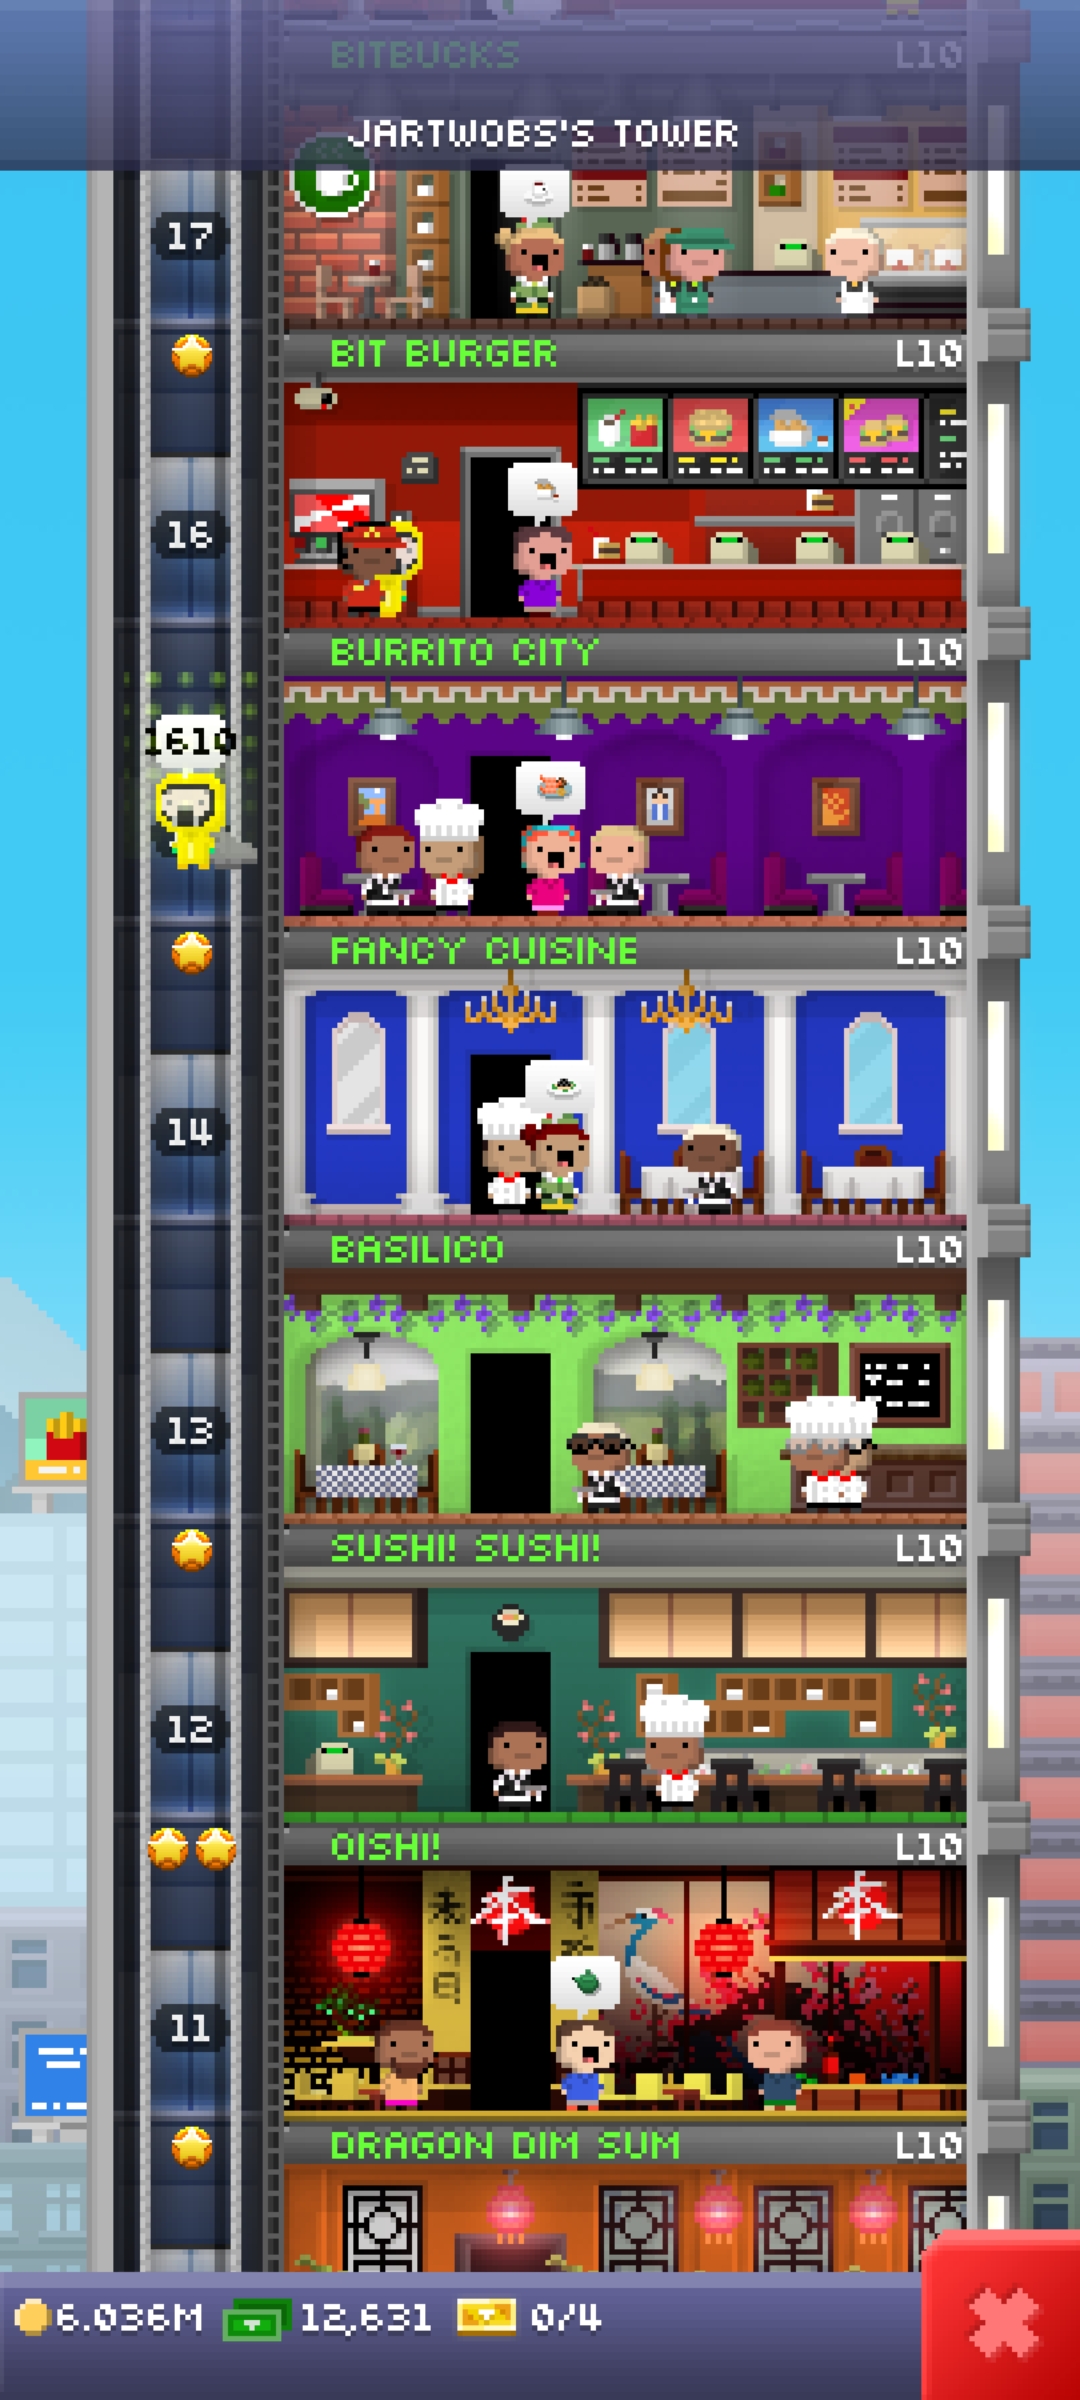 BITBUCKS L10
JARTWOBS'S TOWER
17
BIT BURGER L10
16
BURRITO CITY L10
1610
FANCY CUISINE L10
14
BASILICO L10
13
SUSHI! SUSHI! L10
12
OISHI! L10
11
DRAGON DIM SUM L10
6.036M 12,631 0/4